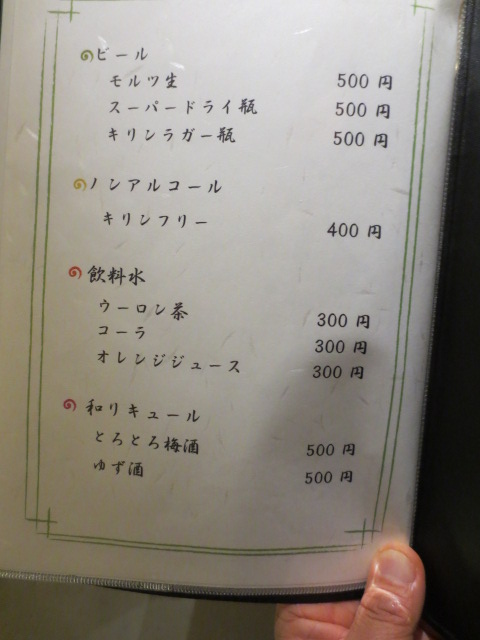 ビール
モルツ生 500円
スーパードライ瓶 500円
キリンラガー瓶 500円
ノンアルコール
キリンフリー 400円
飲料水
ウーロン茶 300円
コーラ 300円
オレンジジュース 300円
和リキュール
とろとろ梅酒 500円
ゆず酒 500円